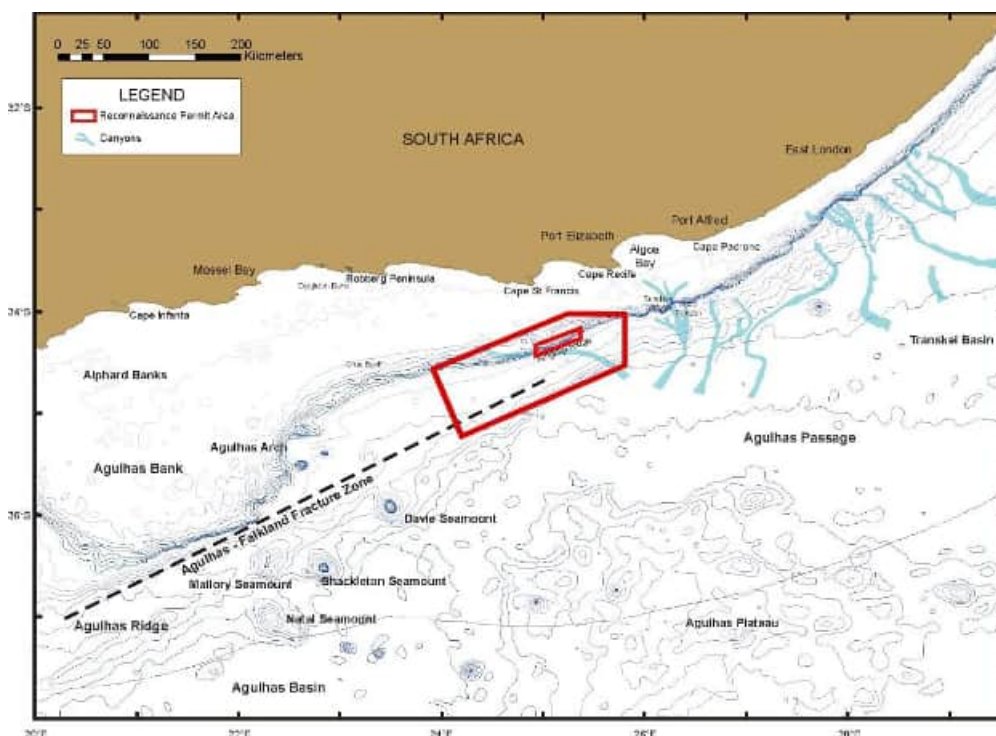 0 25 50 100 150 200
Kilometers
LEGEND
Reconnaissance Permit Area
Canyons
SOUTH AFRICA
East London
Port Alfred
Port Elizabeth
Algoa
Bay
Cape Padrone
Mossel Bay
Robberg Peninsula
Cape Recife
Cape St Francis
Cape Infanta
Alphard Banks
Transkei Basin
Agulhas Arch
Agulhas Passage
Agulhas Bank
Agulhas - Falkland Fracture Zone
Davie Seamount
Mallory Seamount
Shackleton Seamount
Natal Seamount
Agulhas Ridge
Agulhas Plateau
Agulhas Basin